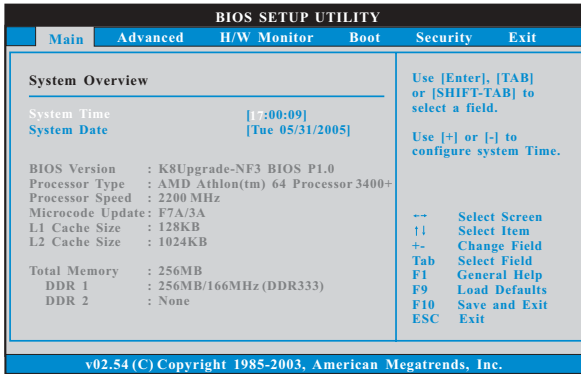 BIOS SETUP UTILITY
Main Advanced H/W Monitor Boot Security Exit
System Overview
System Time [17:00:09]
System Date [Tue 05/31/2005]
BIOS Version : K8Upgrade-NF3 BIOS P1.0
Processor Type : AMD Athlon(tm) 64 Processor 3400+
Processor Speed : 2200 MHz
Microcode Update : F7A/3A
L1 Cache Size : 128KB
L2 Cache Size : 1024KB
Total Memory : 256MB
DDR 1 : 256MB/166MHz (DDR333)
DDR 2 : None
Use [Enter], [TAB]
or [SHIFT-TAB] to
select a field.
Use [+] or [-] to
configure system Time.
←→ Select Screen
↑↓ Select Item
+- Change Field
Tab Select Field
F1 General Help
F9 Load Defaults
F10 Save and Exit
ESC Exit
v02.54 (C) Copyright 1985-2003, American Megatrends, Inc.